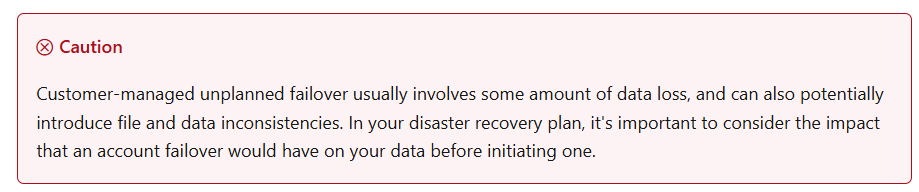 Caution
Customer-managed unplanned failover usually involves some amount of data loss, and can also potentially
introduce file and data inconsistencies. In your disaster recovery plan, it's important to consider the impact
that an account failover would have on your data before initiating one.